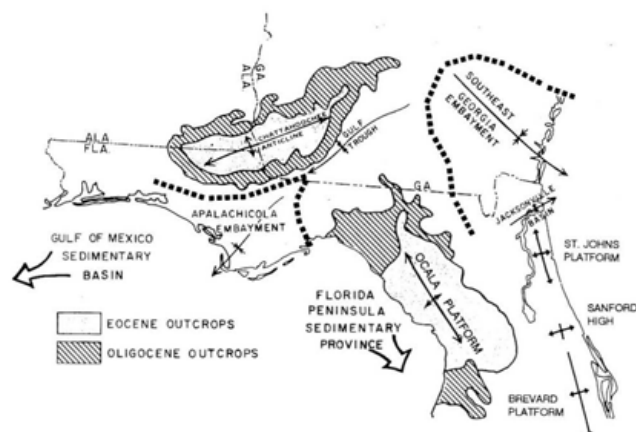 GA.
ALA.
SOUTHEAST
GEORGIA
EMBAYMENT
CHATTAHOOCHEE
ANTICLINE
GULF
TROUGH
ALA.
FLA.
GA.
JACKSONVILLE
BASIN
APALACHICOLA
EMBAYMENT
GULF OF MEXICO
SEDIMENTARY
BASIN
ST. JOHNS
PLATFORM
OCALA
PLATFORM
FLORIDA
PENINSULA
SEDIMENTARY
PROVINCE
SANFORD
HIGH
EOCENE OUTCROPS
OLIGOCENE OUTCROPS
BREVARD
PLATFORM